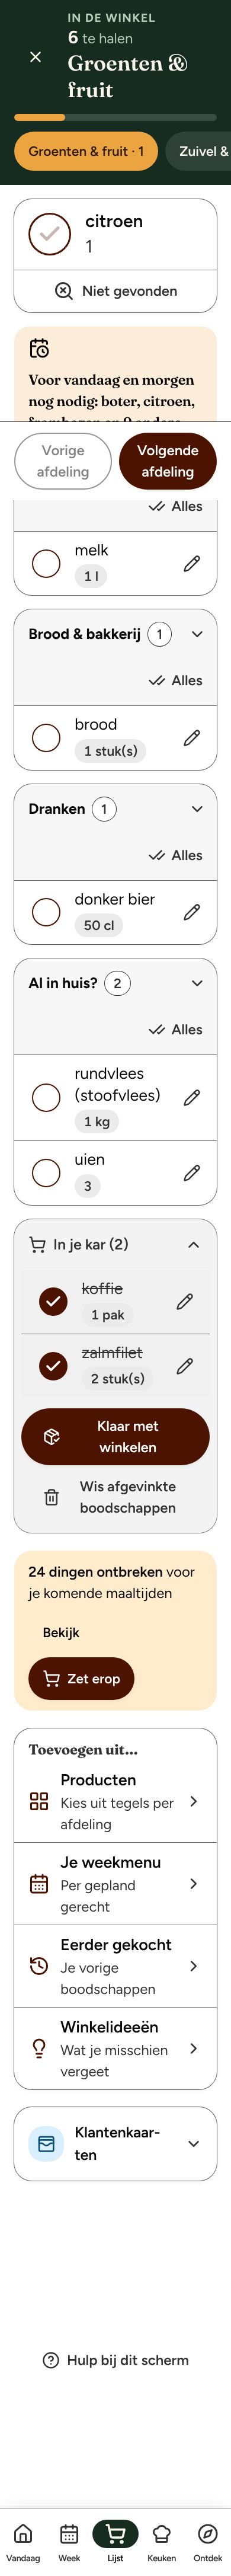 IN DE WINKEL
6 te halen
Groenten &
fruit
Groenten & fruit · 1
Zuivel &
citroen
1
Niet gevonden
Voor vandaag en morgen
nog nodig: boter, citroen,
Vorige
afdeling
Volgende
afdeling
Alles
melk
1 l
Brood & bakkerij 1
Alles
brood
1 stuk(s)
Dranken 1
Alles
donker bier
50 cl
Al in huis? 2
Alles
rundvlees
(stoofvlees)
1 kg
uien
3
In je kar (2)
koffie
1 pak
zalmfilet
2 stuk(s)
Klaar met
winkelen
Wis afgevinkte
boodschappen
24 dingen ontbreken voor
je komende maaltijden
Bekijk
Zet erop
Toevoegen uit...
Producten
Kies uit tegels per
afdeling
Je weekmenu
Per gepland
gerecht
Eerder gekocht
Je vorige
boodschappen
Winkelideeën
Wat je misschien
vergeet
Klantenkaar-
ten
Hulp bij dit scherm
Vandaag
Week
Lijst
Keuken
Ontdek